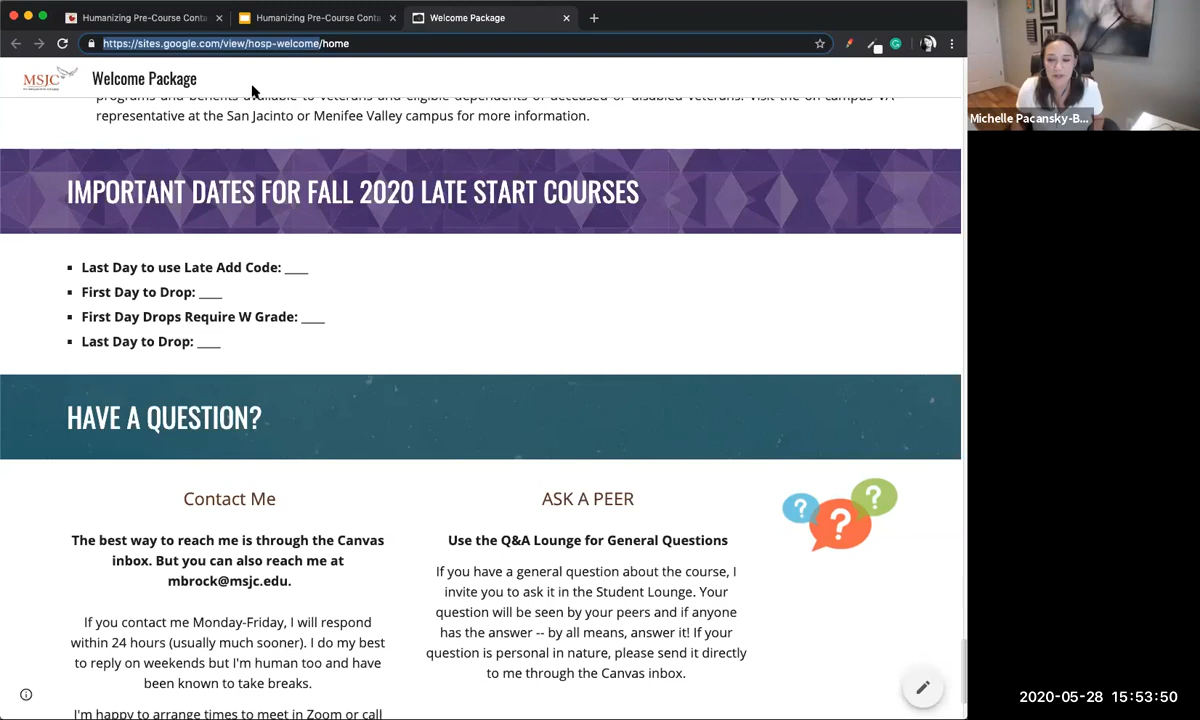 Humanizing Pre-Course Conta
Humanizing Pre-Course Conta
Welcome Package
https://sites.google.com/view/hosp-welcome/home
MSJC
Welcome Package
programs and benefits available to veterans and eligible dependents of deceased or disabled veterans. Visit the on-campus VA
representative at the San Jacinto or Menifee Valley campus for more information.
IMPORTANT DATES FOR FALL 2020 LATE START COURSES
▪ Last Day to use Late Add Code: ____
▪ First Day to Drop: ____
▪ First Day Drops Require W Grade: ____
▪ Last Day to Drop: ____
HAVE A QUESTION?
Contact Me
The best way to reach me is through the Canvas
inbox. But you can also reach me at
mbrock@msjc.edu.
If you contact me Monday-Friday, I will respond
within 24 hours (usually much sooner). I do my best
to reply on weekends but I'm human too and have
been known to take breaks.
I'm happy to arrange times to meet in Zoom or call
ASK A PEER
Use the Q&A Lounge for General Questions
If you have a general question about the course, I
invite you to ask it in the Student Lounge. Your
question will be seen by your peers and if anyone
has the answer -- by all means, answer it! If your
question is personal in nature, please send it directly
to me through the Canvas inbox.
? ? ?
Michelle Pacansky-B...
2020-05-28 15:53:50